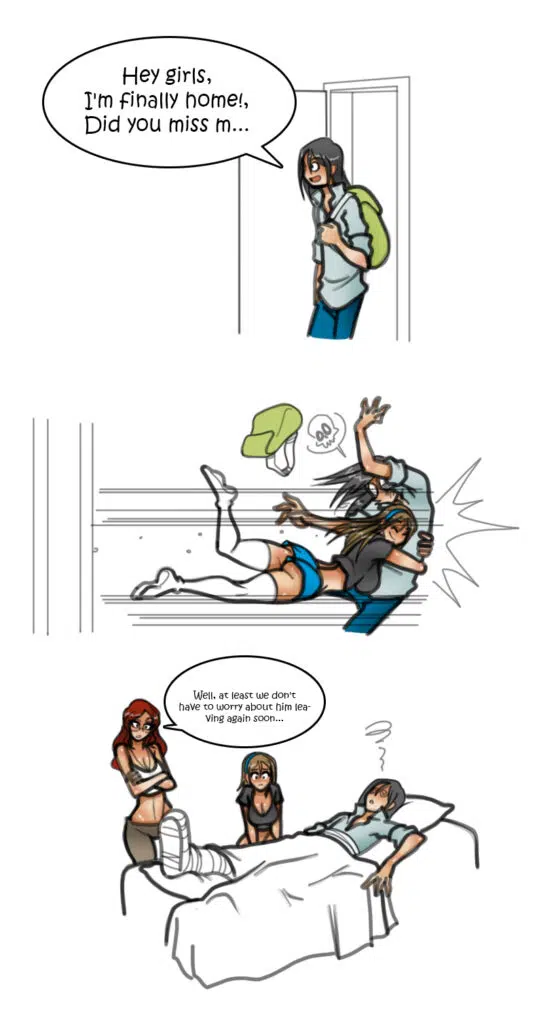 Hey girls,
I'm finally home!,
Did you miss m...
Well, at least we don't
have to worry about him lea-
ving again soon...